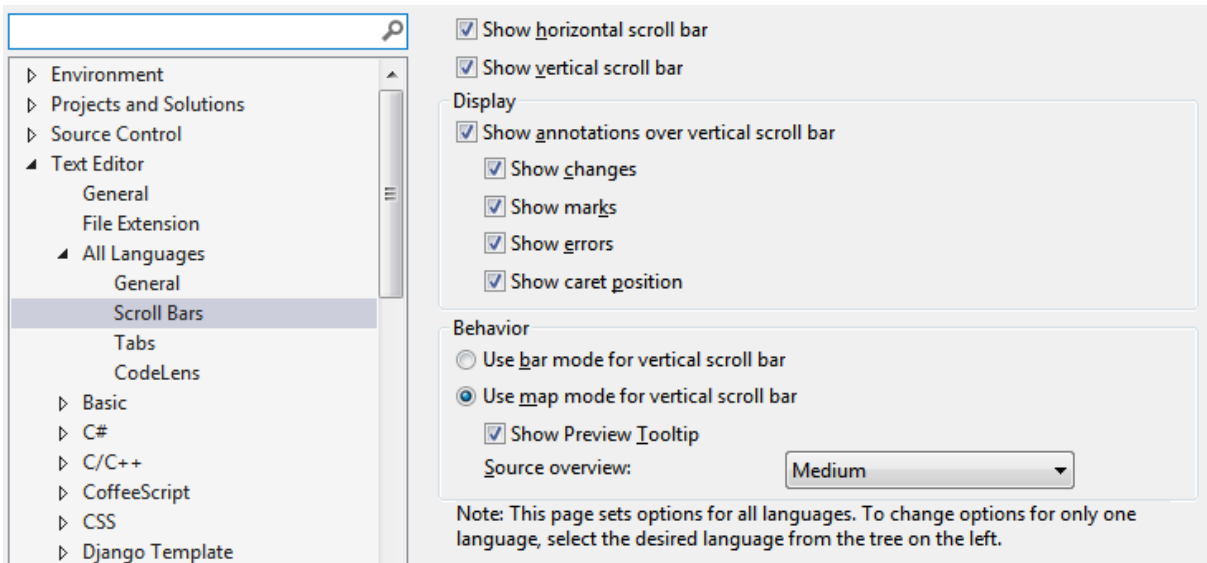 Environment
Projects and Solutions
Source Control
Text Editor
General
File Extension
All Languages
General
Scroll Bars
Tabs
CodeLens
Basic
C#
C/C++
CoffeeScript
CSS
Django Template
Show horizontal scroll bar
Show vertical scroll bar
Display
Show annotations over vertical scroll bar
Show changes
Show marks
Show errors
Show caret position
Behavior
Use bar mode for vertical scroll bar
Use map mode for vertical scroll bar
Show Preview Tooltip
Source overview: Medium
Note: This page sets options for all languages. To change options for only one
language, select the desired language from the tree on the left.